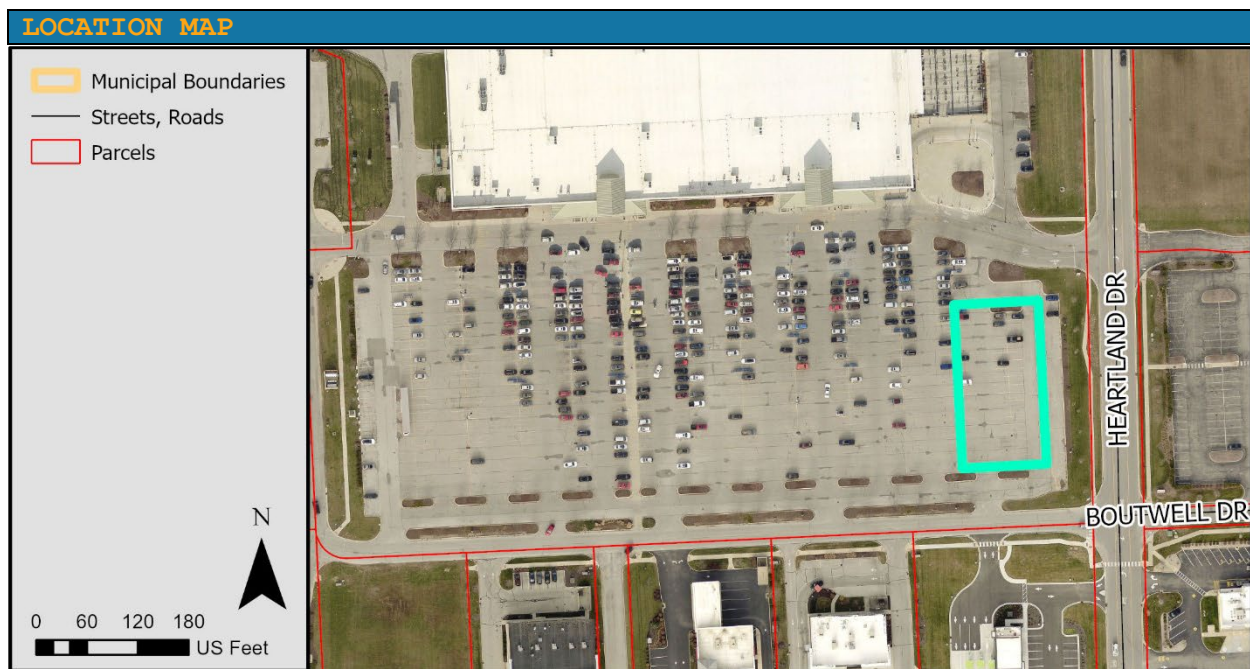 LOCATION MAP
Municipal Boundaries
Streets, Roads
Parcels
N
0 60 120 180
US Feet
HEARTLAND DR
BOUTWELL DR